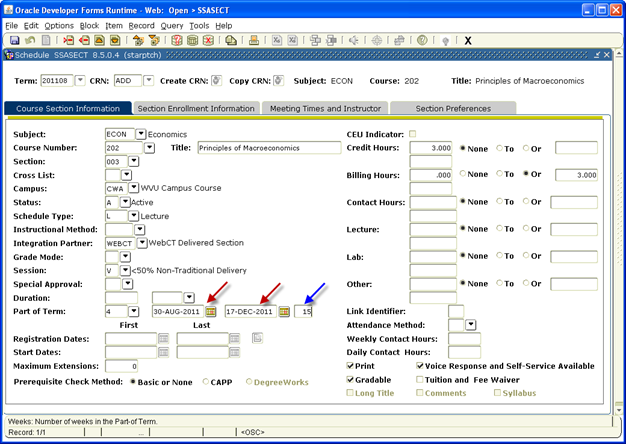 Oracle Developer Forms Runtime - Web: Open > SSASECT
File Edit Options Block Item Record Query Tools Help
X
Schedule SSASECT 8.5.0.4 (starptch)
Term: 201108 CRN: ADD Create CRN: Copy CRN: Subject: ECON Course: 202 Title: Principles of Macroeconomics
Course Section Information Section Enrollment Information Meeting Times and Instructor Section Preferences
Subject: ECON Economics CEU Indicator:
Course Number: 202 Title: Principles of Macroeconomics Credit Hours: 3.000 None To Or
Section: 003
Cross List: Billing Hours: .000 None To Or 3.000
Campus: CWA WVU Campus Course
Status: A Active Contact Hours: None To Or
Schedule Type: L Lecture
Instructional Method: Lecture: None To Or
Integration Partner: WEBCT WebCT Delivered Section
Grade Mode: Lab: None To Or
Session: V <50% Non-Traditional Delivery
Special Approval: Other: None To Or
Duration:
Part of Term: 4 30-AUG-2011 17-DEC-2011 15 Link Identifier:
First Last Attendance Method:
Registration Dates: Weekly Contact Hours:
Start Dates: Daily Contact Hours:
Maximum Extensions: 0 Print Voice Response and Self-Service Available
Prerequisite Check Method: Basic or None CAPP DegreeWorks Gradable Tuition and Fee Waiver
Long Title Comments Syllabus
Weeks: Number of weeks in the Part-of Term.
Record: 1/1 ... <OSC>